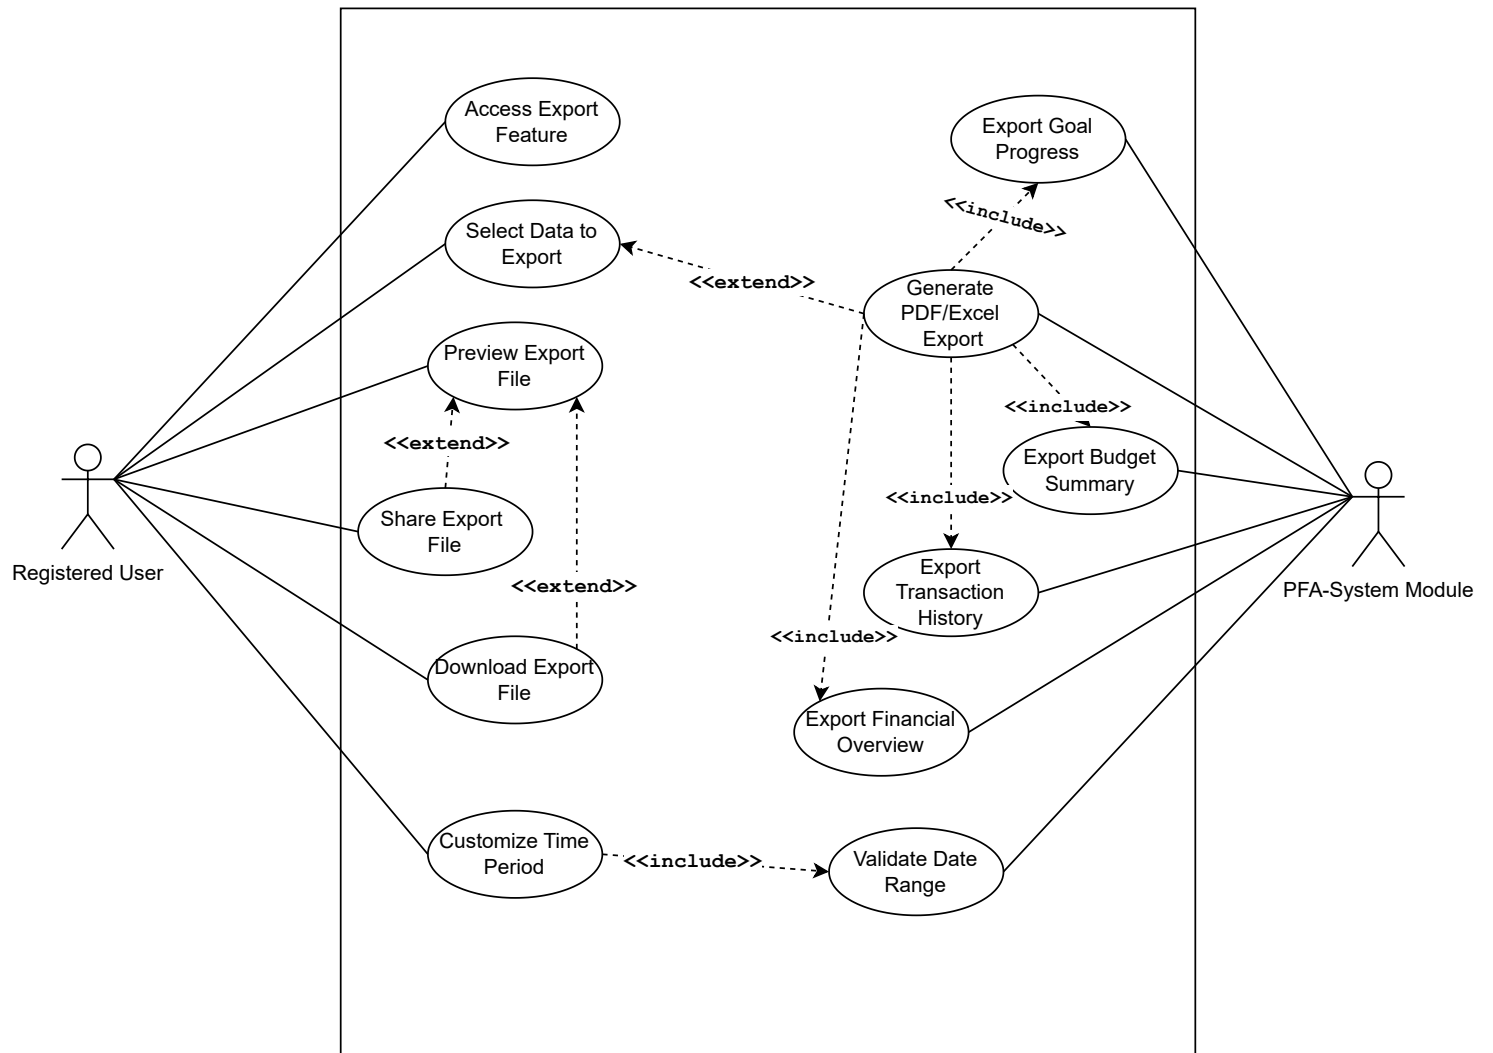 Access Export
Feature
Export Goal
Progress
<<include>>
Select Data to
Export
<<extend>>
Generate
PDF/Excel
Export
Preview Export
File
<<include>>
<<extend>>
Export Budget
Summary
<<include>>
Share Export
File
Registered User
<<extend>>
Export
Transaction
History
PFA-System Module
<<include>>
Download Export
File
Export Financial
Overview
Customize Time
Period
<<include>>
Validate Date
Range